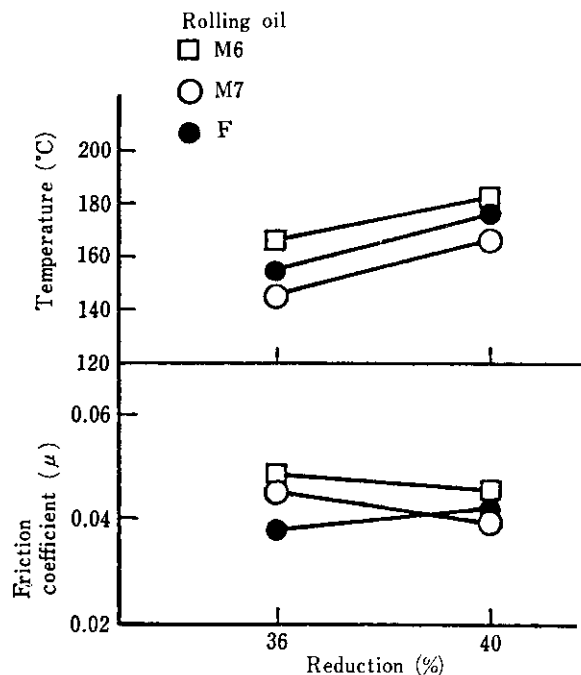 Rolling oil
M6
M7
F
Temperature (°C)
200
180
160
140
120
Friction
coefficient (μ)
0.06
0.04
0.02
36
40
Reduction (%)